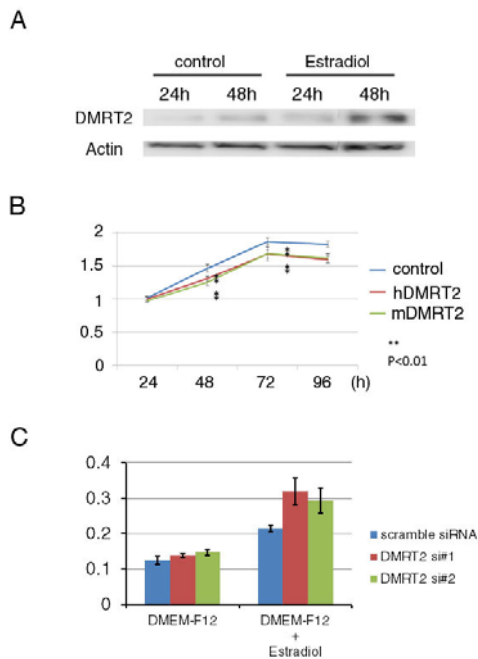 A
control Estradiol
24h 48h 24h 48h
DMRT2
Actin
B
2
1.5
1
0.5
0
24 48 72 96 (h)
control
hDMRT2
mDMRT2
**
P<0.01
C
0.4
0.3
0.2
0.1
0
DMEM-F12 DMEM-F12
+
Estradiol
scramble siRNA
DMRT2 si#1
DMRT2 si#2